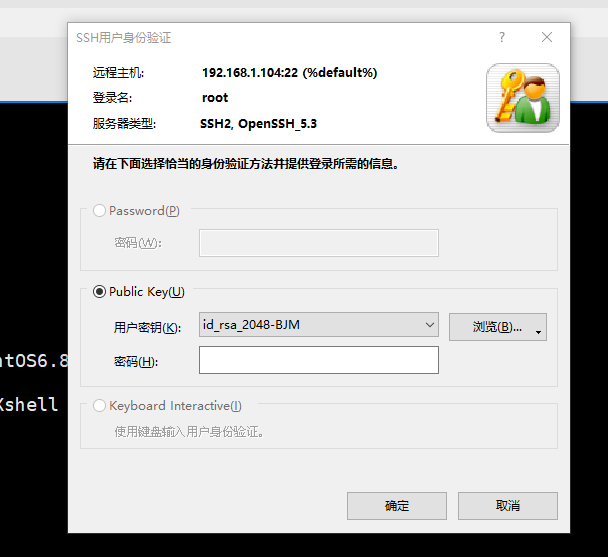 SSH用户身份验证
远程主机: 192.168.1.104:22 (%default%)
登录名: root
服务器类型: SSH2, OpenSSH_5.3
请在下面选择恰当的身份验证方法并提供登录所需的信息。
Password(P)
密码(W):
Public Key(U)
用户密钥(K): id_rsa_2048-BJM 浏览(B)...
密码(H):
ntOS6.8
Xshell
Keyboard Interactive(I)
使用键盘输入用户身份验证。
确定 取消